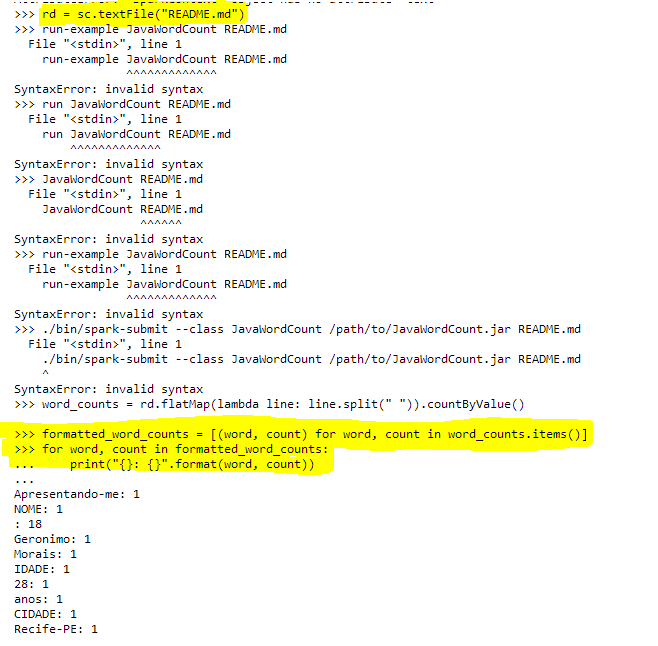 >>> rd = sc.textFile("README.md")
>>> run-example JavaWordCount README.md
  File "<stdin>", line 1
    run-example JavaWordCount README.md
                ^^^^^^^^^^^^^
SyntaxError: invalid syntax
>>> run JavaWordCount README.md
  File "<stdin>", line 1
    run JavaWordCount README.md
        ^^^^^^^^^^^^^
SyntaxError: invalid syntax
>>> JavaWordCount README.md
  File "<stdin>", line 1
    JavaWordCount README.md
                  ^^^^^^
SyntaxError: invalid syntax
>>> run-example JavaWordCount README.md
  File "<stdin>", line 1
    run-example JavaWordCount README.md
                ^^^^^^^^^^^^^
SyntaxError: invalid syntax
>>> ./bin/spark-submit --class JavaWordCount /path/to/JavaWordCount.jar README.md
  File "<stdin>", line 1
    ./bin/spark-submit --class JavaWordCount /path/to/JavaWordCount.jar README.md
    ^
SyntaxError: invalid syntax
>>> word_counts = rd.flatMap(lambda line: line.split(" ")).countByValue()
>>> formatted_word_counts = [(word, count) for word, count in word_counts.items()]
>>> for word, count in formatted_word_counts:
...     print("{}: {}".format(word, count))
...
Apresentando-me: 1
NOME: 1
: 18
Geronimo: 1
Morais: 1
IDADE: 1
28: 1
anos: 1
CIDADE: 1
Recife-PE: 1